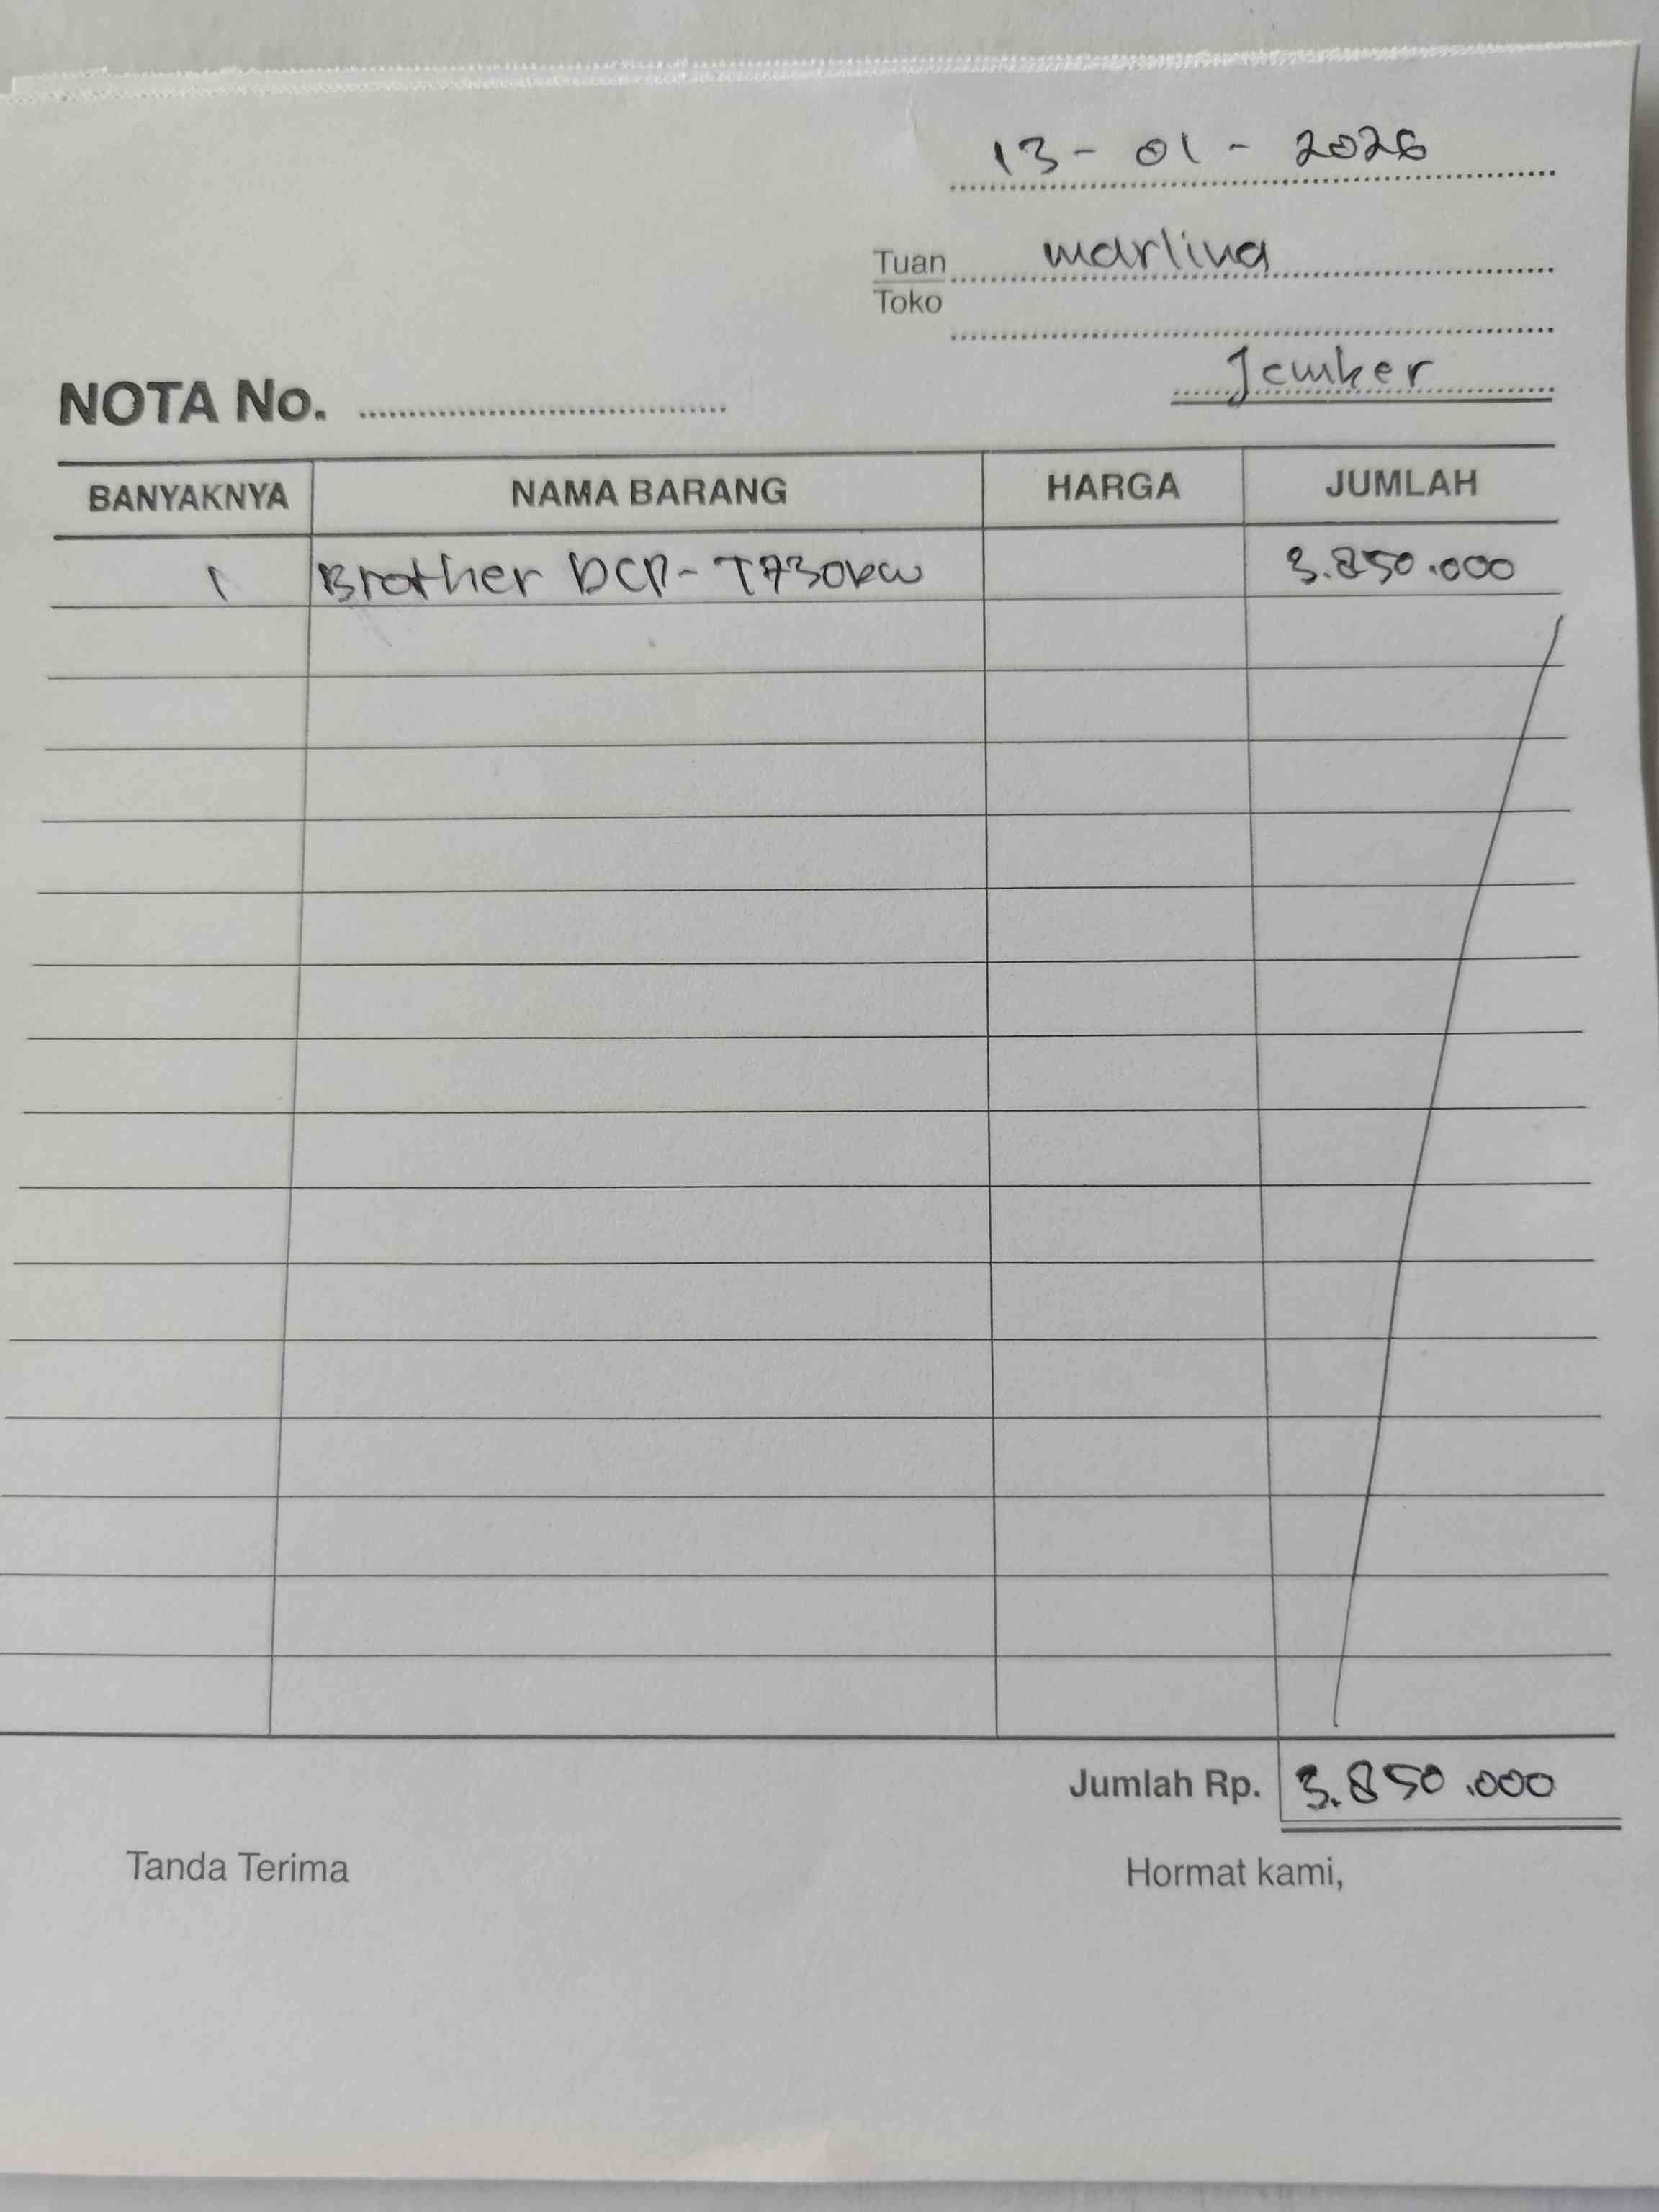 13 - 01 - 2026
Tuan marlina
Toko
Jember
NOTA No.
BANYAKNYA NAMA BARANG HARGA JUMLAH
1 Brother DCP-T730DW 3.850.000
Jumlah Rp. 3.850.000
Tanda Terima Hormat kami,